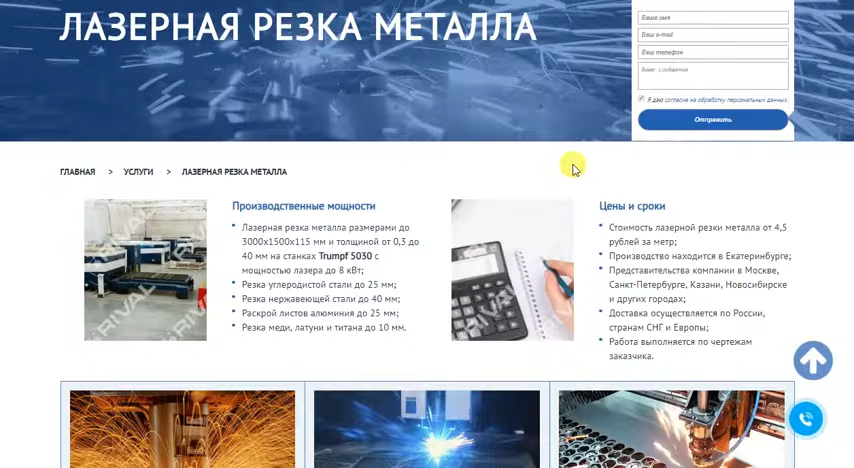 ЛАЗЕРНАЯ РЕЗКА МЕТАЛЛА
Ваше имя
Ваш e-mail
Ваш телефон
Ваше сообщение
Я даю согласие на обработку персональных данных
Отправить
ГЛАВНАЯ > УСЛУГИ > ЛАЗЕРНАЯ РЕЗКА МЕТАЛЛА
Производственные мощности
Лазерная резка металла размерами до
3000х1500х115 мм и толщиной от 0,3 до
40 мм на станках Trumpf 5030 с
мощностью лазера до 8 кВт;
Резка углеродистой стали до 25 мм;
Резка нержавеющей стали до 40 мм;
Раскрой листов алюминия до 25 мм;
Резка меди, латуни и титана до 10 мм.
Цены и сроки
Стоимость лазерной резки металла от 4,5
рублей за метр;
Производство находится в Екатеринбурге;
Представительства компании в Москве,
Санкт-Петербурге, Казани, Новосибирске
и других городах;
Доставка осуществляется по России,
странам СНГ и Европы;
Работа выполняется по чертежам
заказчика.